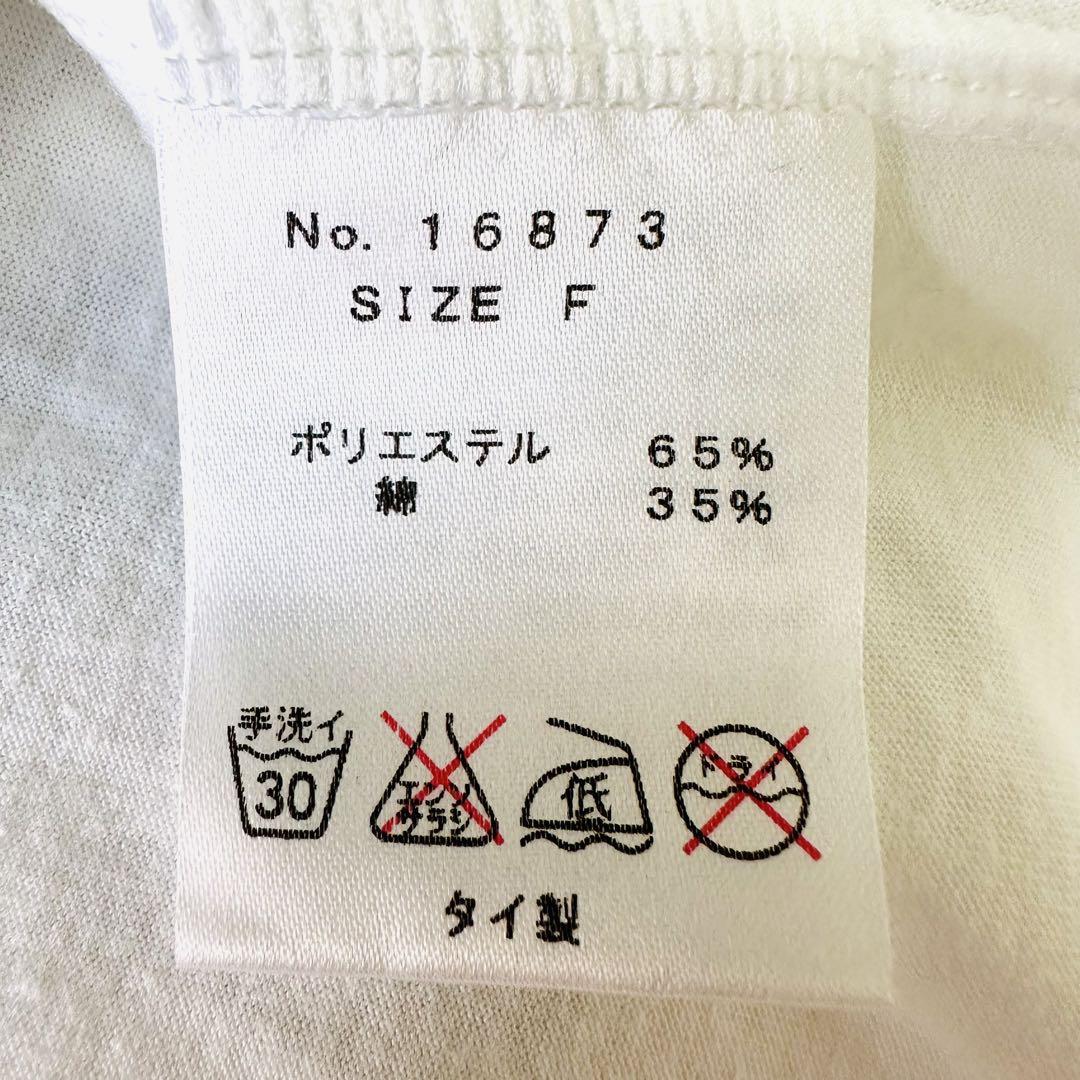 No. 16873
SIZE F
ポリエステル 65%
綿 35%
手洗イ
30
エンソ
サラシ
低
ドライ
タイ製